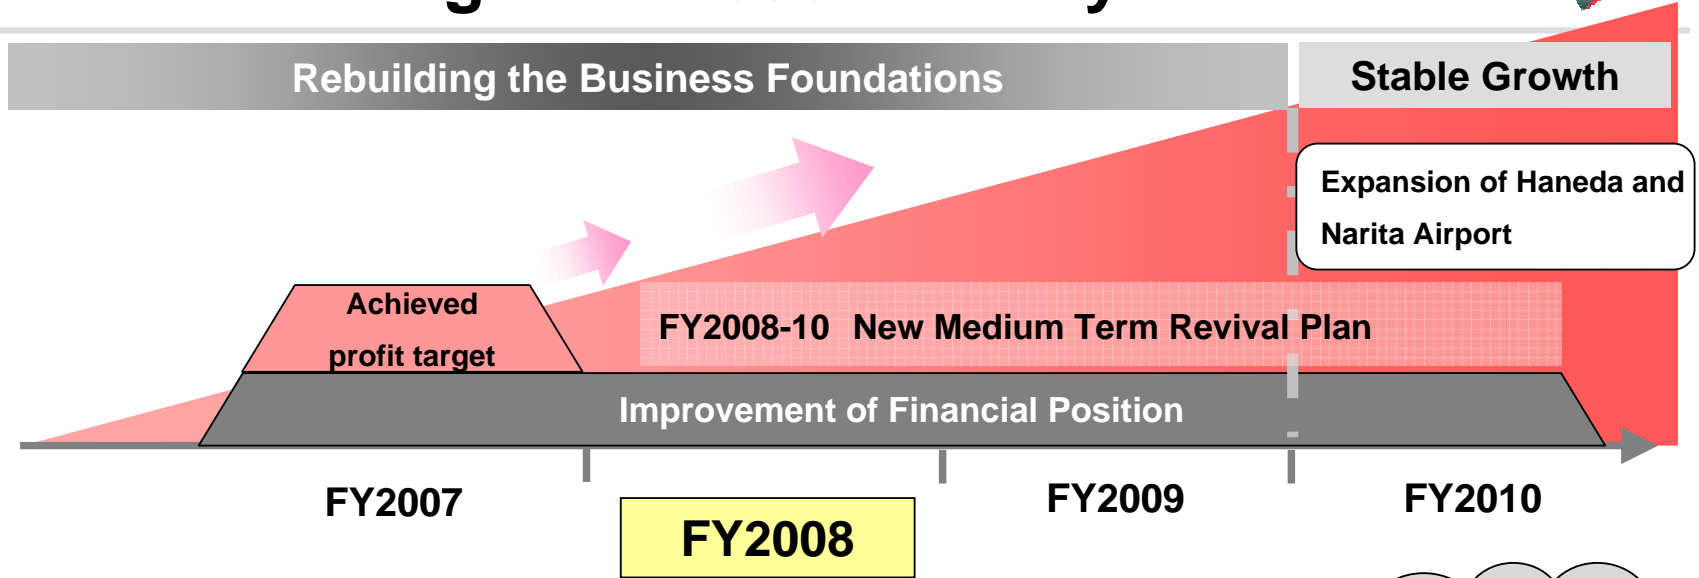 Rebuilding the Business Foundations
Stable Growth
Expansion of Haneda and
Narita Airport
Achieved
profit target
FY2008-10 New Medium Term Revival Plan
Improvement of Financial Position
FY2007
FY2008
FY2009
FY2010